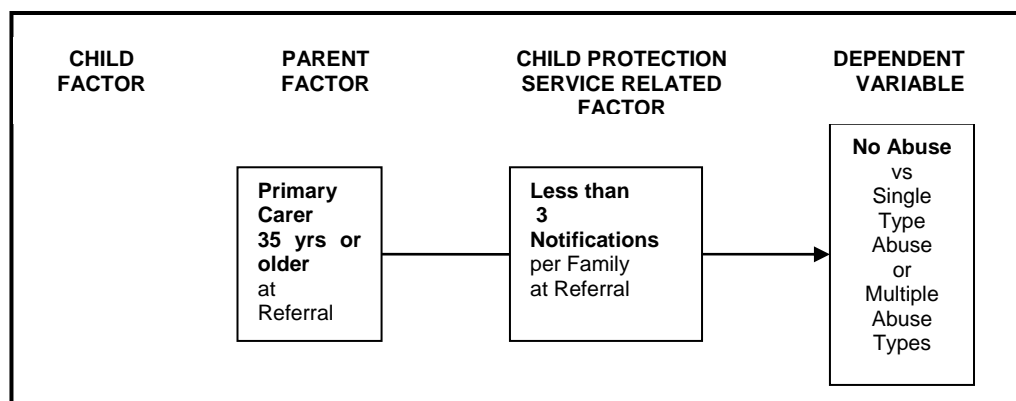 CHILD
FACTOR
PARENT
FACTOR
CHILD PROTECTION
SERVICE RELATED
FACTOR
DEPENDENT
VARIABLE
Primary
Carer
35 yrs or
older
at
Referral
Less than
3
Notifications
per Family
at Referral
No Abuse
vs
Single
Type
Abuse
or
Multiple
Abuse
Types